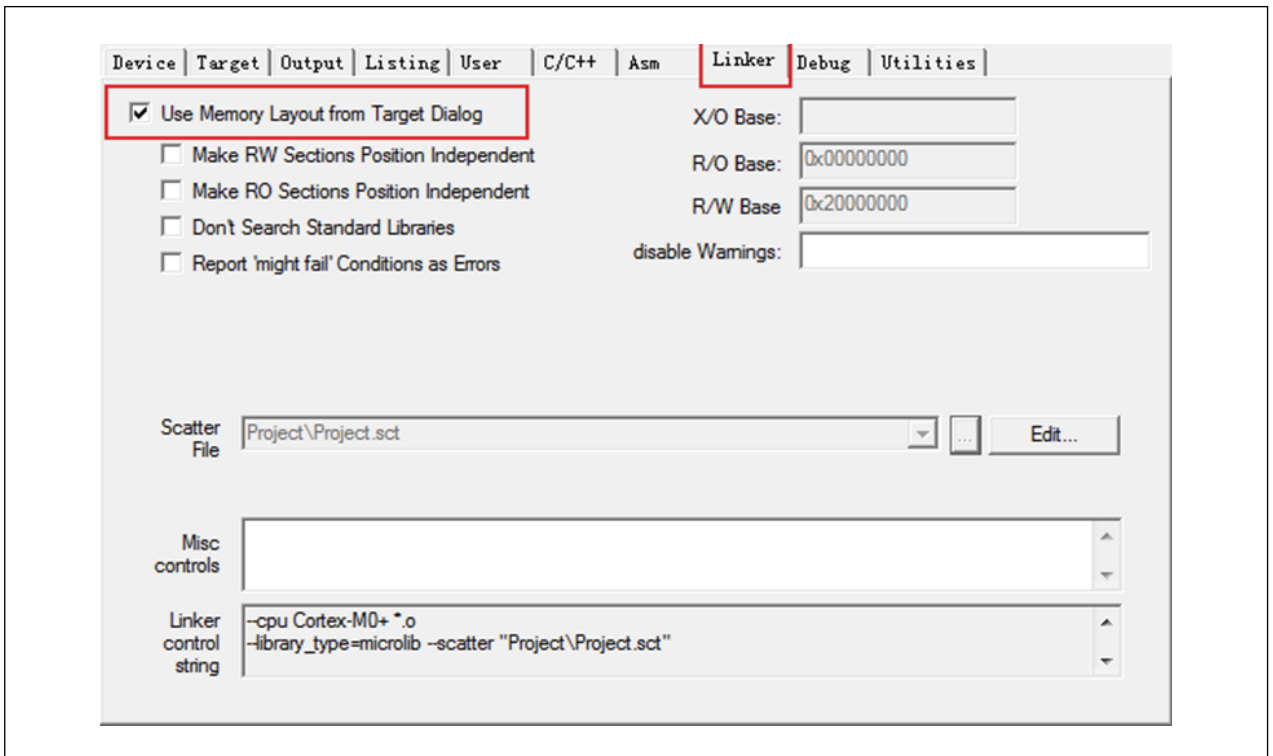 Device Target Output Listing User C/C++ Asm Linker Debug Utilities
Use Memory Layout from Target Dialog
Make RW Sections Position Independent
Make RO Sections Position Independent
Don't Search Standard Libraries
Report 'might fail' Conditions as Errors
X/O Base:
R/O Base: 0x00000000
R/W Base 0x20000000
disable Warnings:
Scatter
File
Project\Project.sct
...
Edit...
Misc
controls
Linker
control
string
--cpu Cortex-M0+ *.o
--library_type=microlib --scatter "Project\Project.sct"